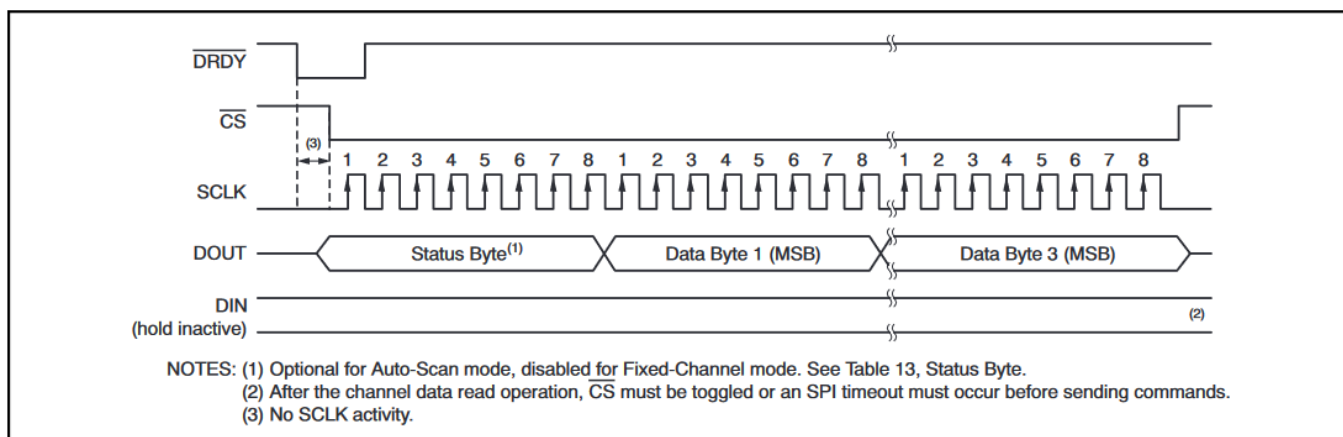 DRDY
CS
(3)
1 2 3 4 5 6 7 8 1 2 3 4 5 6 7 8 1 2 3 4 5 6 7 8
SCLK
DOUT Status Byte(1) Data Byte 1 (MSB) Data Byte 3 (MSB)
DIN
(hold inactive)
(2)
NOTES: (1) Optional for Auto-Scan mode, disabled for Fixed-Channel mode. See Table 13, Status Byte.
(2) After the channel data read operation, CS must be toggled or an SPI timeout must occur before sending commands.
(3) No SCLK activity.